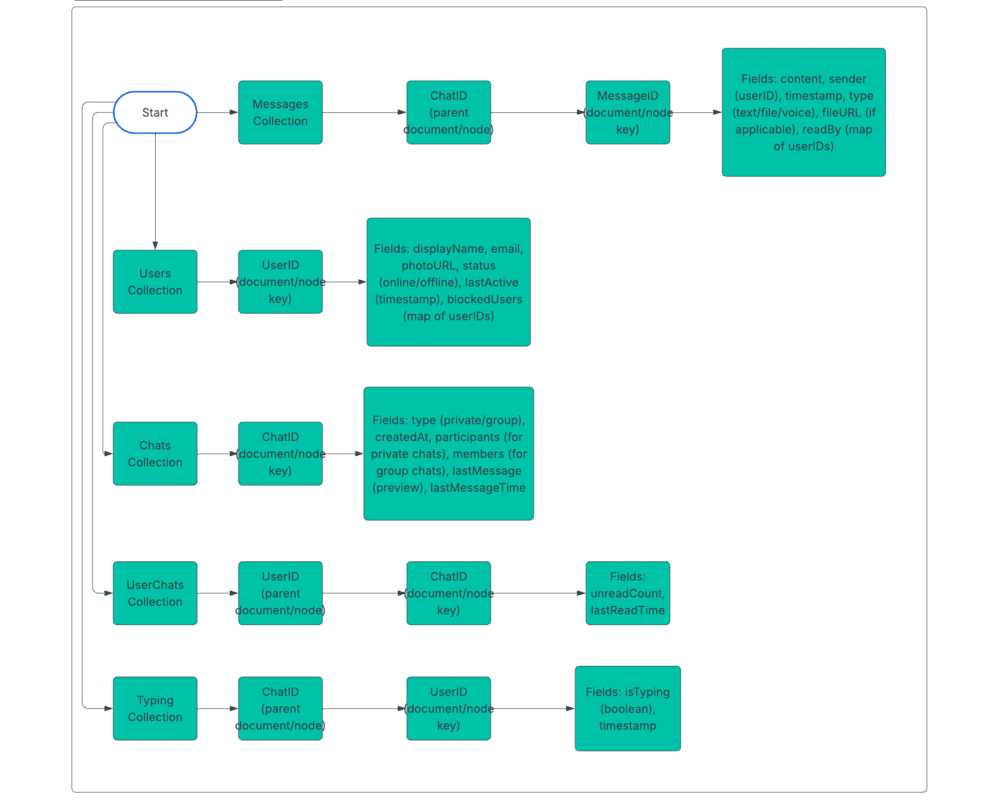 Start
Messages
Collection
ChatID
(parent
document/node)
MessageID
(document/node
key)
Fields: content, sender
(userID), timestamp, type
(text/file/voice), fileURL (if
applicable), readBy (map
of userIDs)
Users
Collection
UserID
(document/node
key)
Fields: displayName, email,
photoURL, status
(online/offline), lastActive
(timestamp), blockedUsers
(map of userIDs)
Chats
Collection
ChatID
(document/node
key)
Fields: type (private/group),
createdAt, participants (for
private chats), members (for
group chats), lastMessage
(preview), lastMessageTime
UserChats
Collection
UserID
(parent
document/node)
ChatID
(document/node
key)
Fields:
unreadCount,
lastReadTime
Typing
Collection
ChatID
(parent
document/node)
UserID
(document/node
key)
Fields: isTyping
(boolean),
timestamp